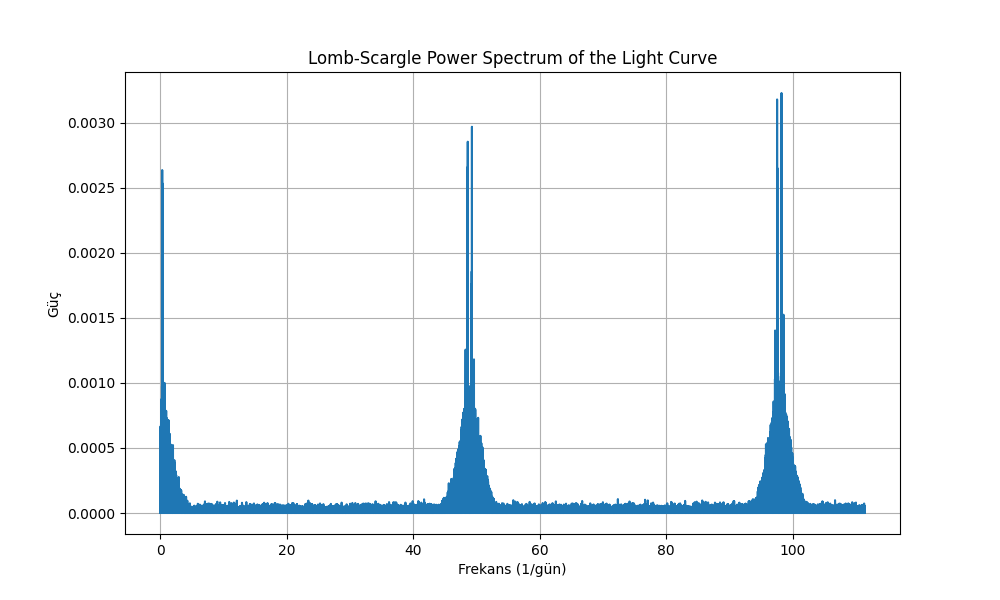 Lomb-Scargle Power Spectrum of the Light Curve
0.0030
0.0025
0.0020
0.0015
0.0010
0.0005
0.0000
Güç
0 20 40 60 80 100
Frekans (1/gün)